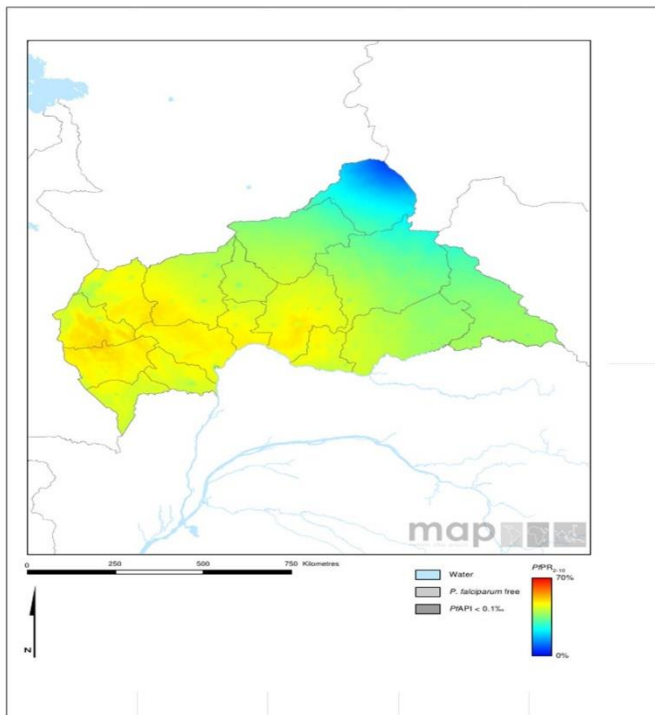 map
0 250 500 750 Kilometres
Water
P. falciparum free
PfAPI < 0.1‰
PfPR2-10
70%
0%
N